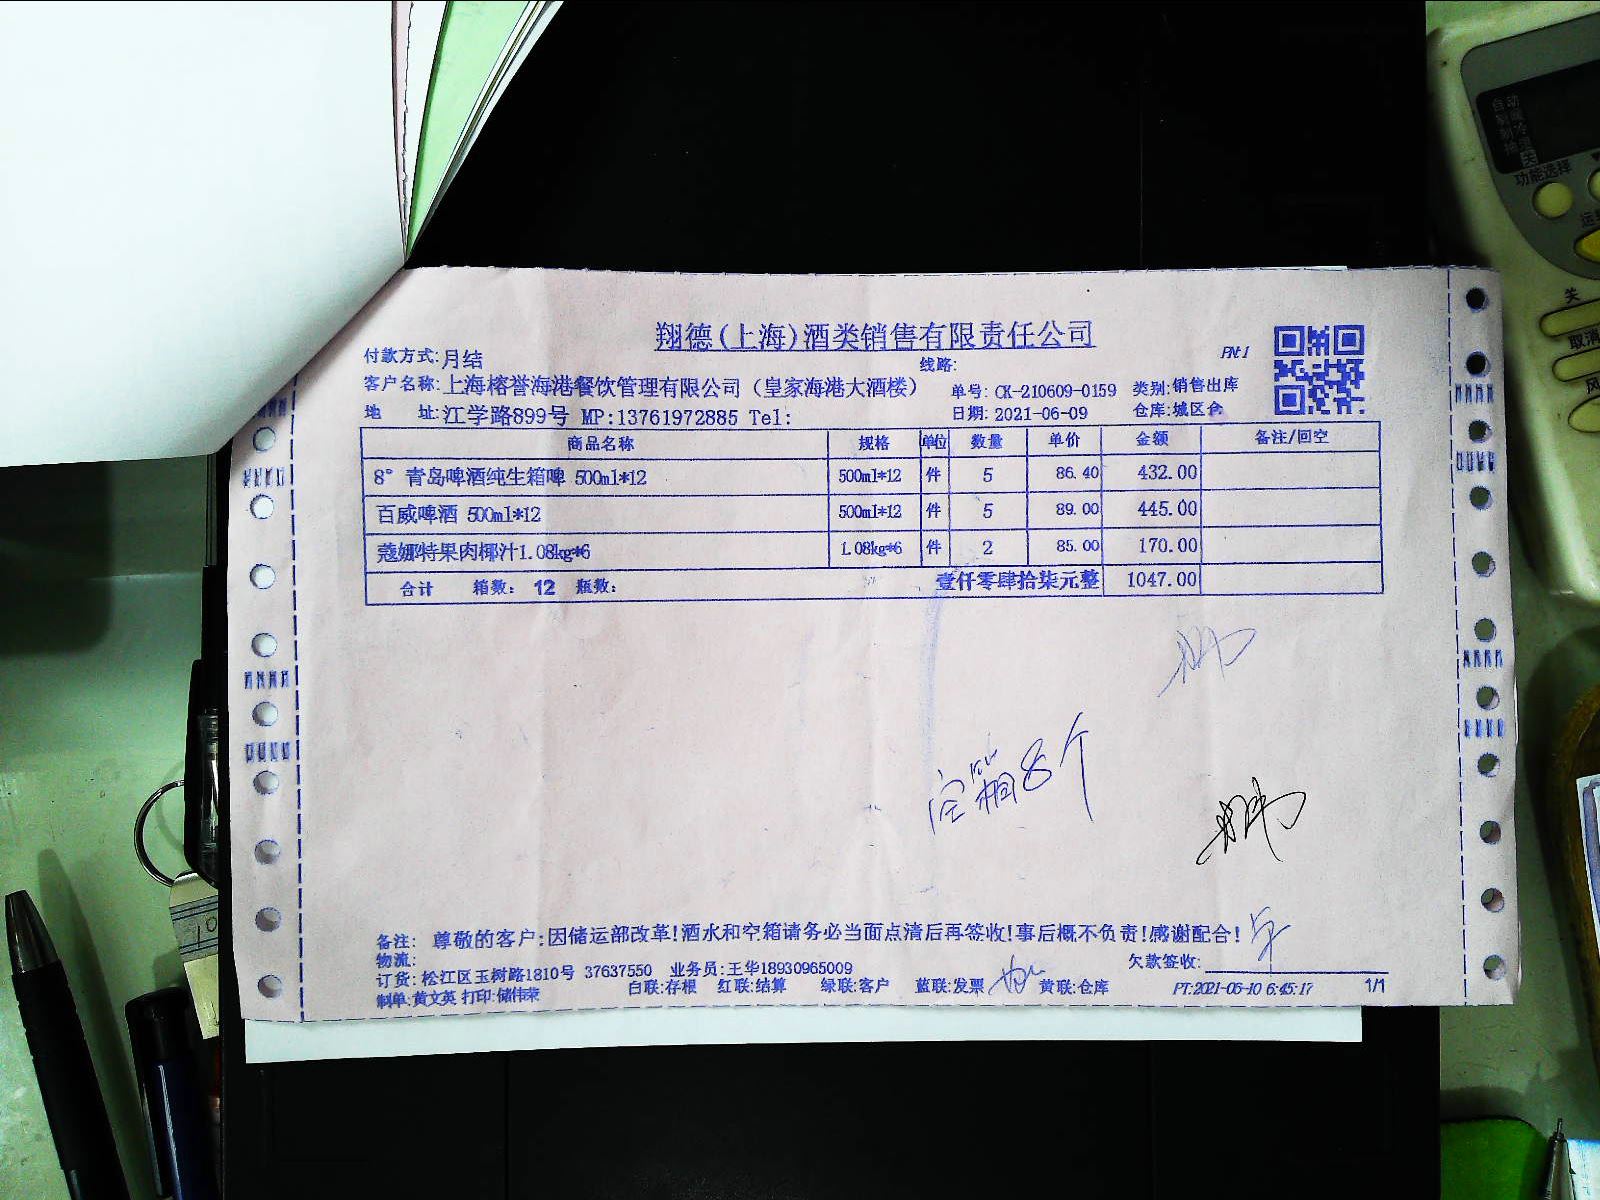 翔德(上海)酒类销售有限责任公司
付款方式:月结
线路:
PN:1
客户名称:上海榕誉海港餐饮管理有限公司（皇家海港大酒楼）
单号: CK-210609-0159 类别:销售出库
地 址:江学路899号 MP:13761972885 Tel:
日期: 2021-06-09 仓库:城区仓
商品名称 规格 单位 数量 单价 金额 备注/回空
8° 青岛啤酒纯生箱啤 500ml*12 500ml*12 件 5 86.40 432.00
百威啤酒 500ml*12 500ml*12 件 5 89.00 445.00
蔻娜特果肉椰汁1.08kg*6 1.08kg*6 件 2 85.00 170.00
合计 箱数: 12 瓶数: 壹仟零肆拾柒元整 1047.00
空箱8个
备注: 尊敬的客户:因储运部改革!酒水和空箱请务必当面点清后再签收!事后概不负责!感谢配合!
物流:
欠款签收:
订货: 松江区玉树路1810号 37637550 业务员:王华18930965009
白联:存根 红联:结算 绿联:客户 蓝联:发票 黄联:仓库
制单:黄文英 打印:储伟荣
PT:2021-06-10 6:45:17 1/1
功能选择
关
取消